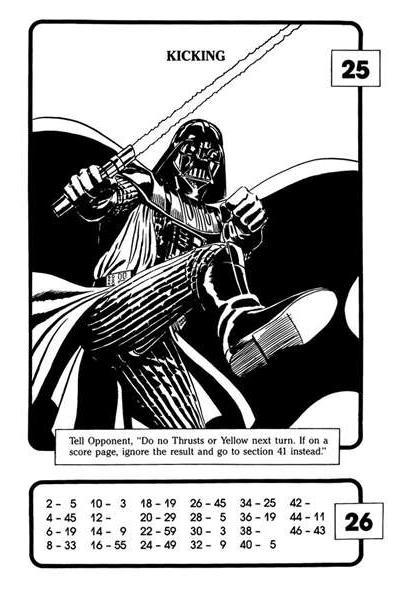 KICKING
25
Tell Opponent, “Do no Thrusts or Yellow next turn. If on a
score page, ignore the result and go to section 41 instead.”
2 – 5 10 – 3 18 – 19 26 – 45 34 – 25 42 –
4 – 45 12 – 20 – 29 28 – 5 36 – 19 44 – 11
6 – 19 14 – 9 22 – 59 30 – 3 38 – 46 – 43
8 – 33 16 – 55 24 – 49 32 – 9 40 – 5
26